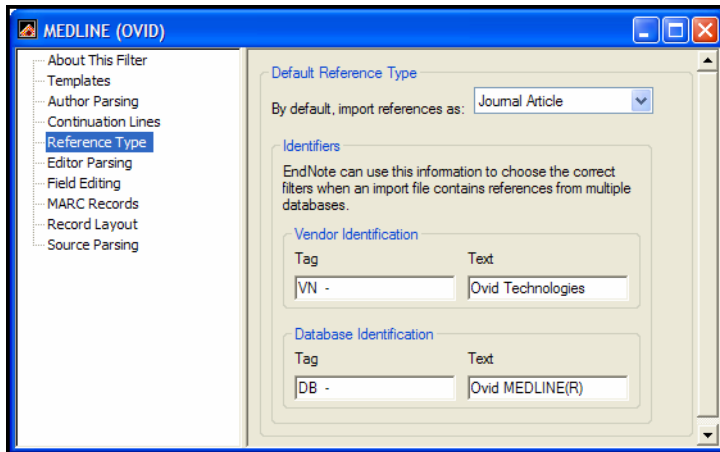 MEDLINE (OVID)
About This Filter
Templates
Author Parsing
Continuation Lines
Reference Type
Editor Parsing
Field Editing
MARC Records
Record Layout
Source Parsing
Default Reference Type
By default, import references as: Journal Article
Identifiers
EndNote can use this information to choose the correct
filters when an import file contains references from multiple
databases.
Vendor Identification
Tag Text
VN - Ovid Technologies
Database Identification
Tag Text
DB - Ovid MEDLINE(R)